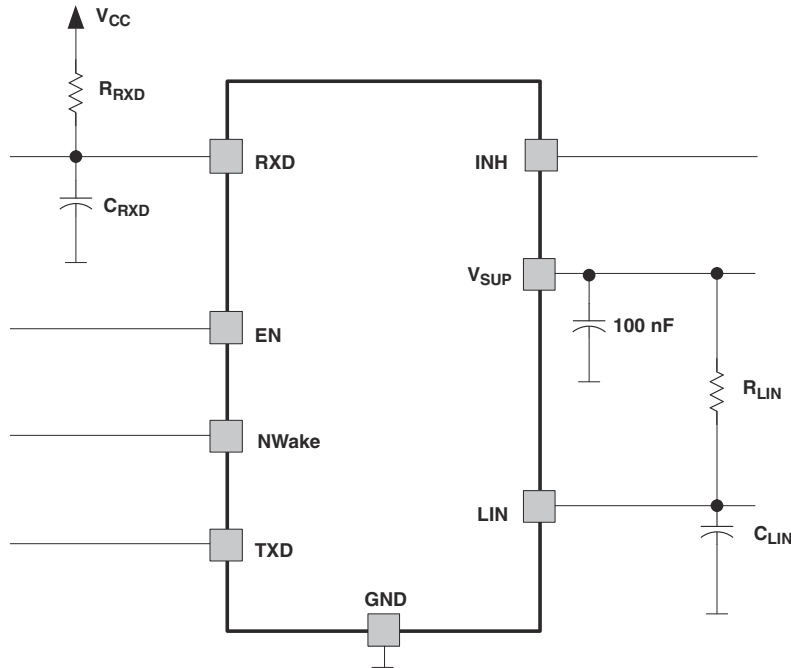 VCC
RRXD
RXD
INH
CRXD
VSUP
100 nF
EN
RLIN
NWake
LIN
CLIN
TXD
GND